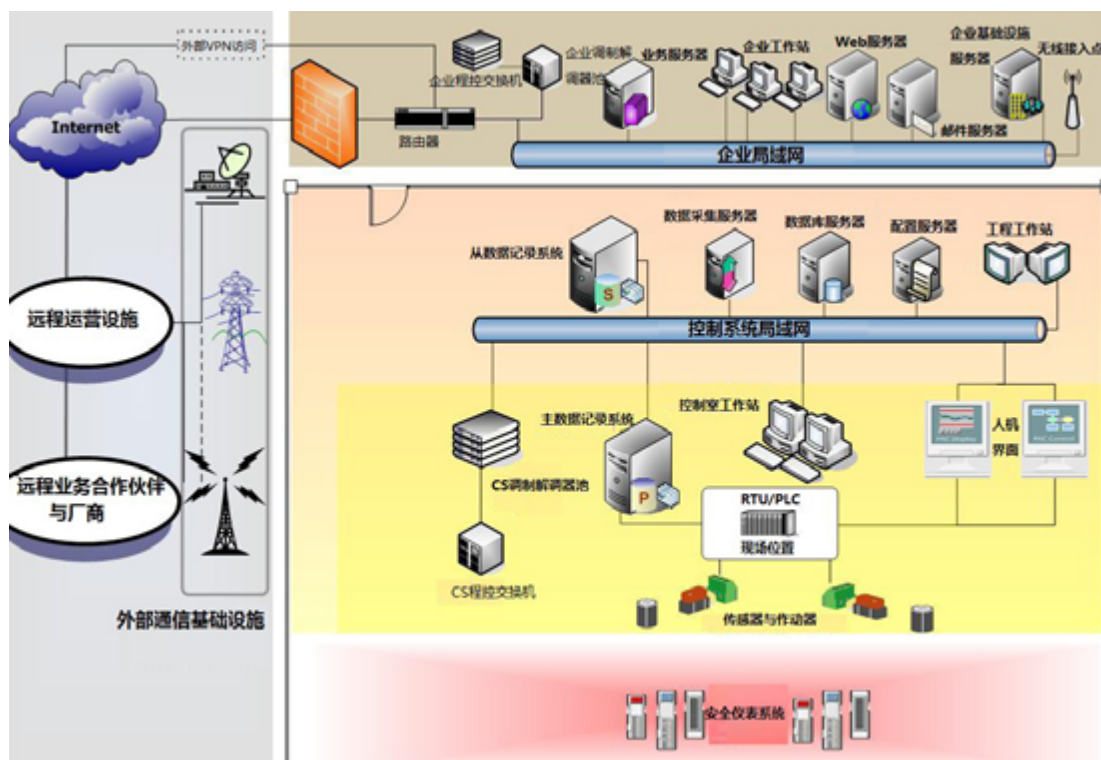 外部VPN访问
Internet
远程运营设施
远程业务合作伙伴
与厂商
外部通信基础设施
企业程控交换机
企业调制解
调器池
路由器
业务服务器
企业工作站
Web服务器
邮件服务器
企业基础设施
服务器
无线接入点
企业局域网
从数据记录系统
S
数据采集服务器
数据库服务器
配置服务器
工程工作站
控制系统局域网
CS调制解调器池
CS程控交换机
主数据记录系统
P
控制室工作站
人机
界面
RTU/PLC
现场位置
传感器与作动器
安全仪表系统